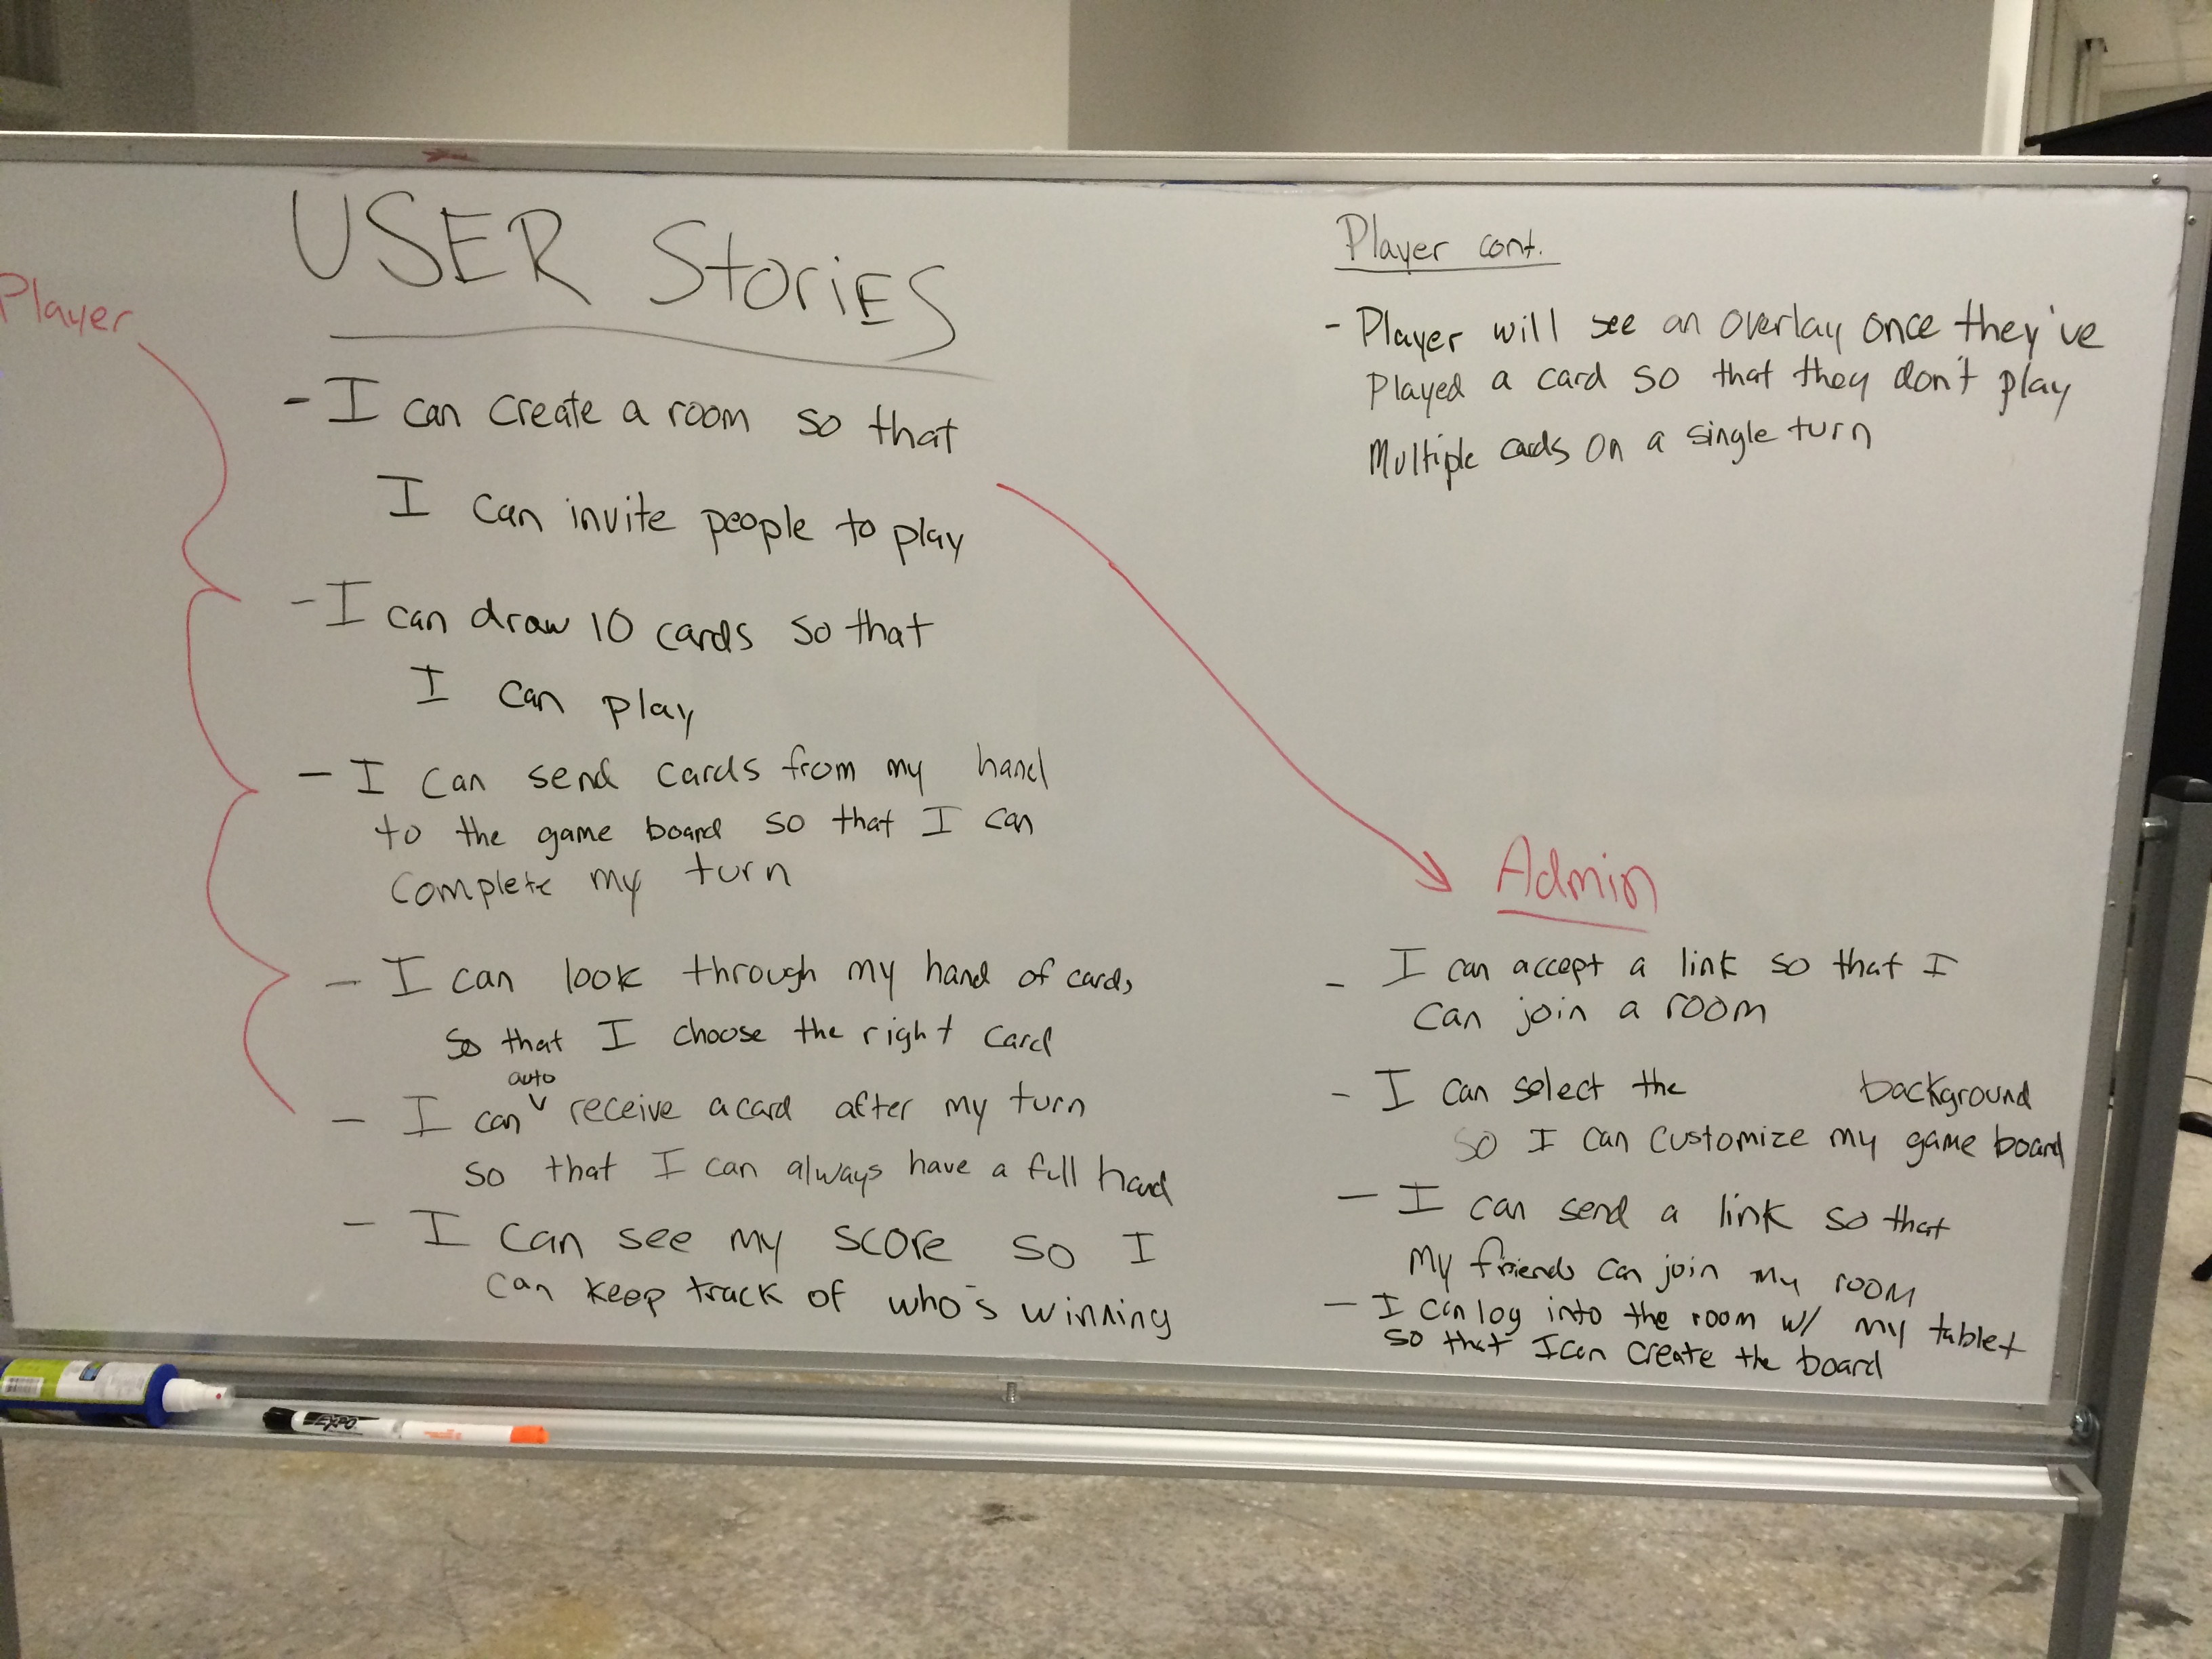 Player
USER StoriES
- I can create a room so that
I can invite people to play
- I can draw 10 cards so that
I can play
- I can send cards from my hand
to the game board so that I can
complete my turn
- I can look through my hand of cards
so that I choose the right card
auto
- I can v receive a card after my turn
so that I can always have a full hand
- I can see my score so I
can keep track of who's winning
Player cont.
- Player will see an overlay once they've
Played a card so that they don't play
Multiple cards on a single turn
Admin
- I can accept a link so that I
can join a room
- I can select the background
so I can customize my game board
- I can send a link so that
My friends can join my room
- I can log into the room w/ my tablet
so that I can create the board
EXPO